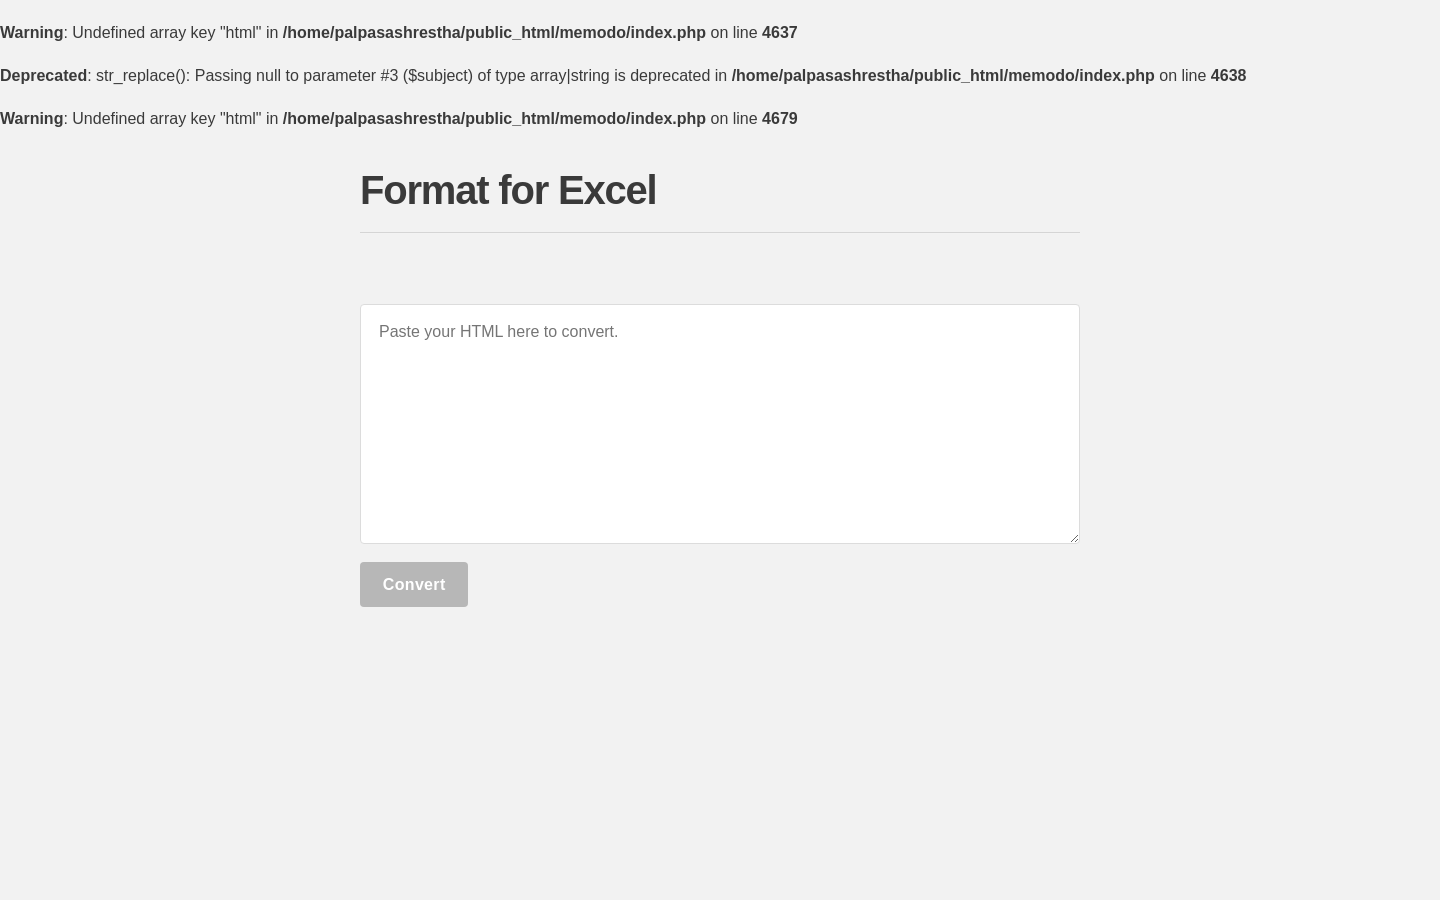 Warning: Undefined array key "html" in /home/palpasashrestha/public_html/memodo/index.php on line 4637
Deprecated: str_replace(): Passing null to parameter #3 ($subject) of type array|string is deprecated in /home/palpasashrestha/public_html/memodo/index.php on line 4638
Warning: Undefined array key "html" in /home/palpasashrestha/public_html/memodo/index.php on line 4679
Format for Excel
Paste your HTML here to convert.
Convert